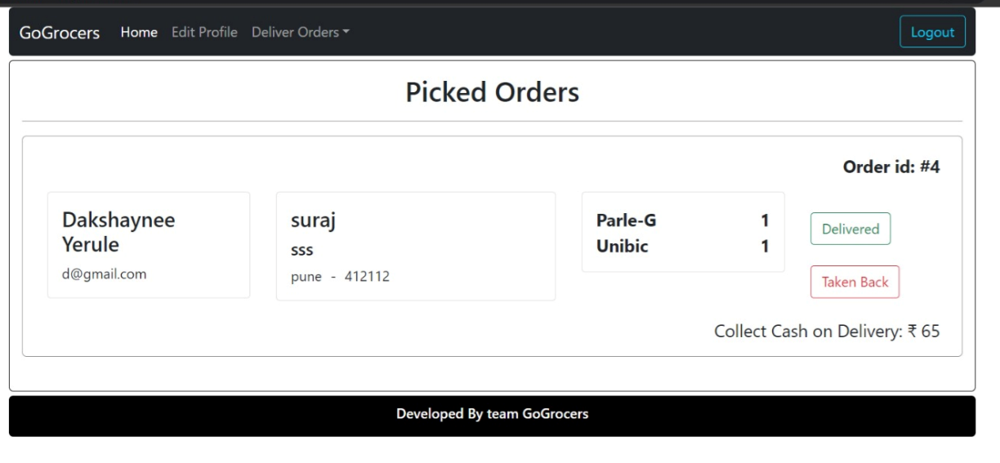 GoGrocers Home Edit Profile Deliver Orders Logout
Picked Orders
Order id: #4
Dakshaynee
Yerule
d@gmail.com
suraj
sss
pune - 412112
Parle-G 1
Unibic 1
Delivered
Taken Back
Collect Cash on Delivery: ₹ 65
Developed By team GoGrocers